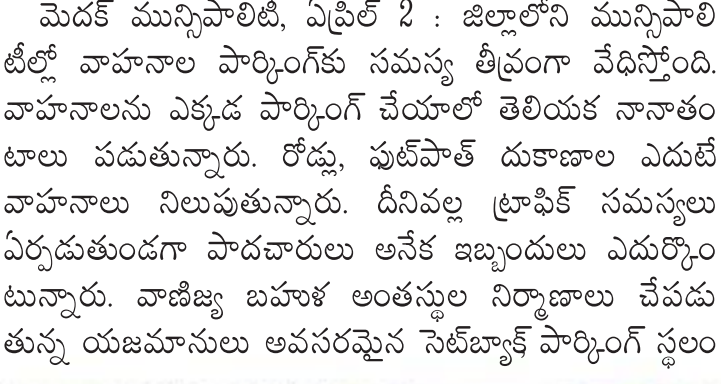 మెదక్ మున్సిపాలిటీ, ఏప్రిల్ 2 : జిల్లాలోని మున్సిపాలి
టీల్లో వాహనాల పార్కింగ్‌కు సమస్య తీవ్రంగా వేధిస్తోంది.
వాహనాలను ఎక్కడ పార్కింగ్ చేయాలో తెలియక నానాతం
టాలు పడుతున్నారు. రోడ్లు, ఫుట్‌పాత్ దుకాణాల ఎదుటే
వాహనాలు నిలుపుతున్నారు. దీనివల్ల ట్రాఫిక్ సమస్యలు
ఏర్పడుతుండగా పాదచారులు అనేక ఇబ్బందులు ఎదుర్కొం
టున్నారు. వాణిజ్య బహుళ అంతస్థుల నిర్మాణాలు చేపడు
తున్న యజమానులు అవసరమైన సెట్‌బ్యాక్, పార్కింగ్ స్థలం